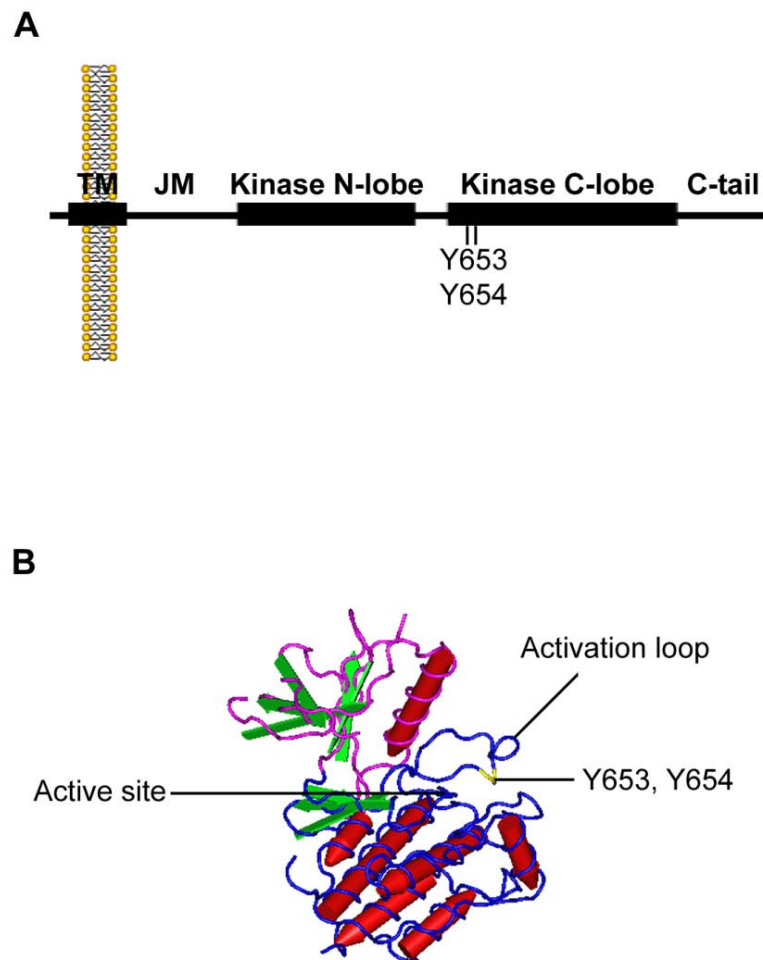 A
TM JM Kinase N-lobe Kinase C-lobe C-tail
Y653
Y654
B
Activation loop
Y653, Y654
Active site